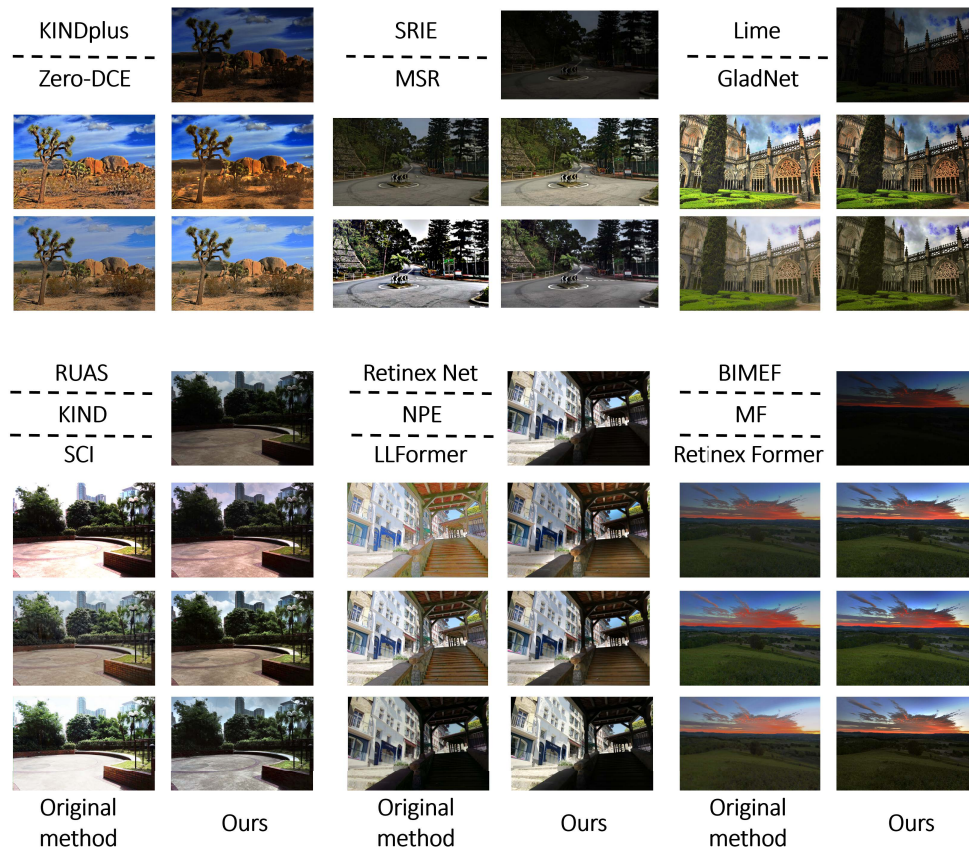 KINDplus
Zero-DCE
SRIE
MSR
Lime
GladNet
RUAS
KIND
SCI
Retinex Net
NPE
LLFormer
BIMEF
MF
Retinex Former
Original
method
Ours
Original
method
Ours
Original
method
Ours